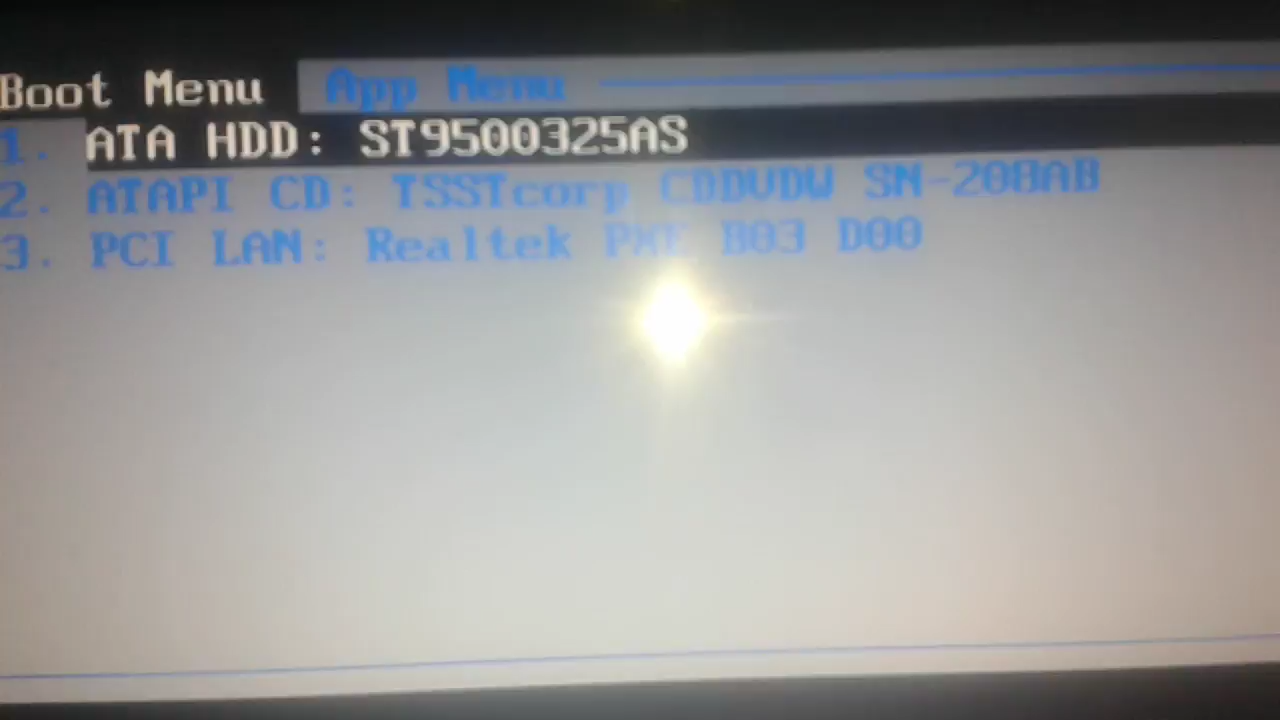 Boot Menu App Menu
1. ATA HDD: ST9500325AS
2. ATAPI CD: TSSTcorp CDDVDW SN-208AB
3. PCI LAN: Realtek PXE B03 D00